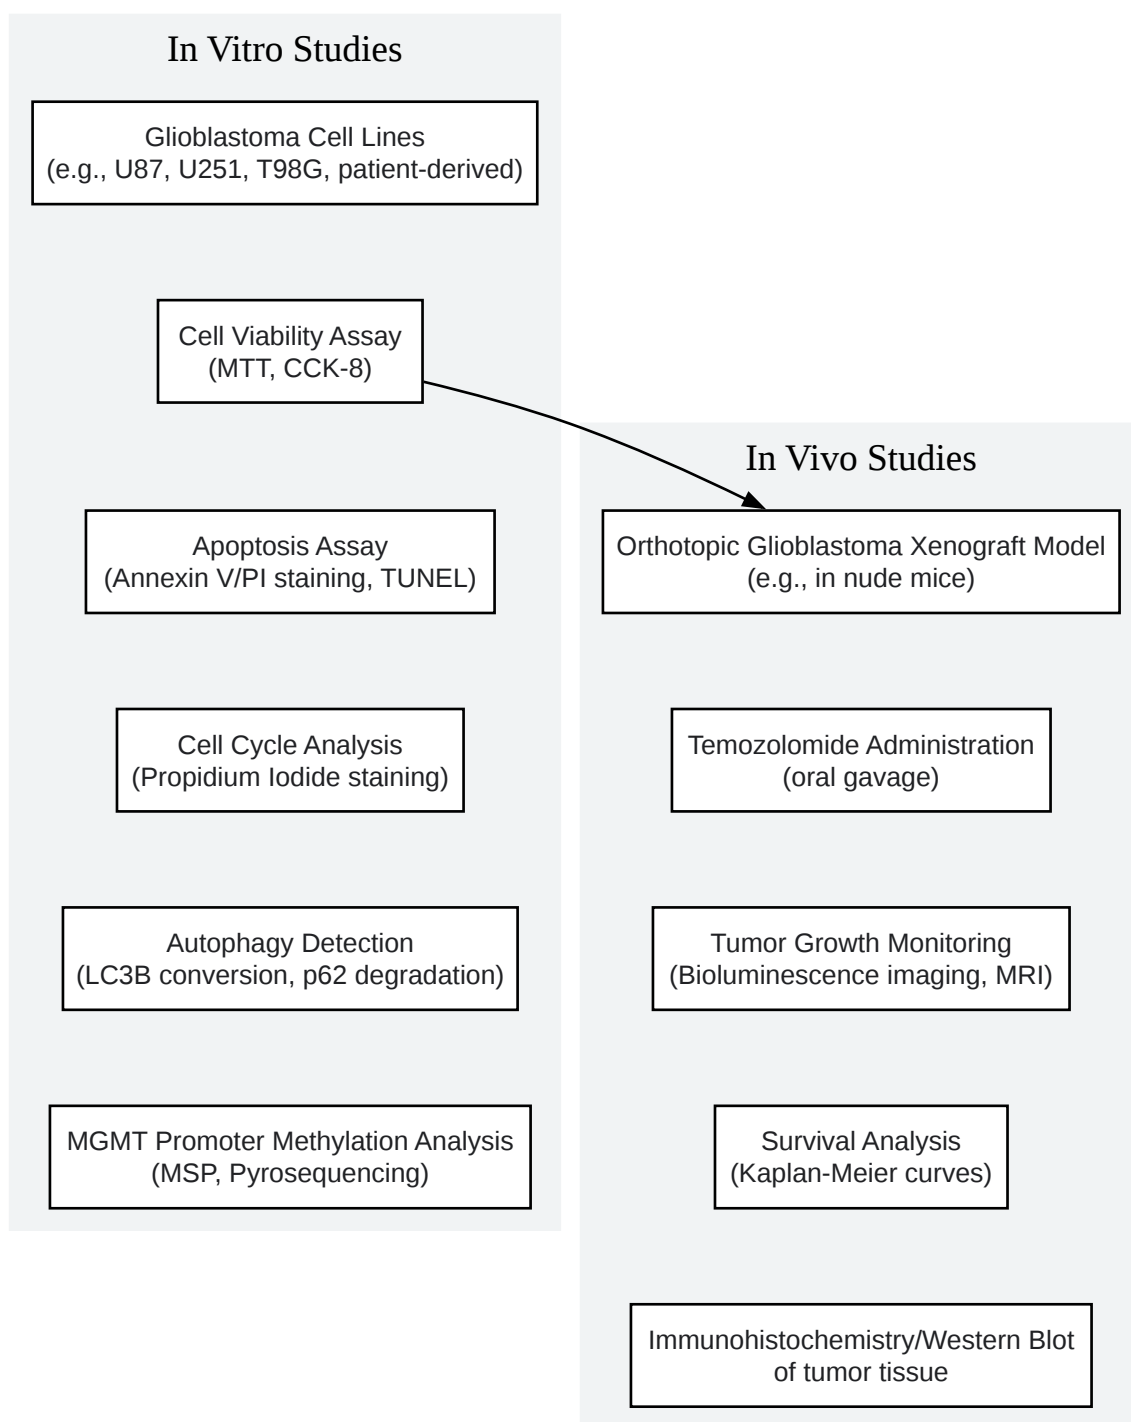 In Vitro Studies
Glioblastoma Cell Lines
(e.g., U87, U251, T98G, patient-derived)
Cell Viability Assay
(MTT, CCK-8)
Apoptosis Assay
(Annexin V/PI staining, TUNEL)
Cell Cycle Analysis
(Propidium Iodide staining)
Autophagy Detection
(LC3B conversion, p62 degradation)
MGMT Promoter Methylation Analysis
(MSP, Pyrosequencing)
In Vivo Studies
Orthotopic Glioblastoma Xenograft Model
(e.g., in nude mice)
Temozolomide Administration
(oral gavage)
Tumor Growth Monitoring
(Bioluminescence imaging, MRI)
Survival Analysis
(Kaplan-Meier curves)
Immunohistochemistry/Western Blot
of tumor tissue